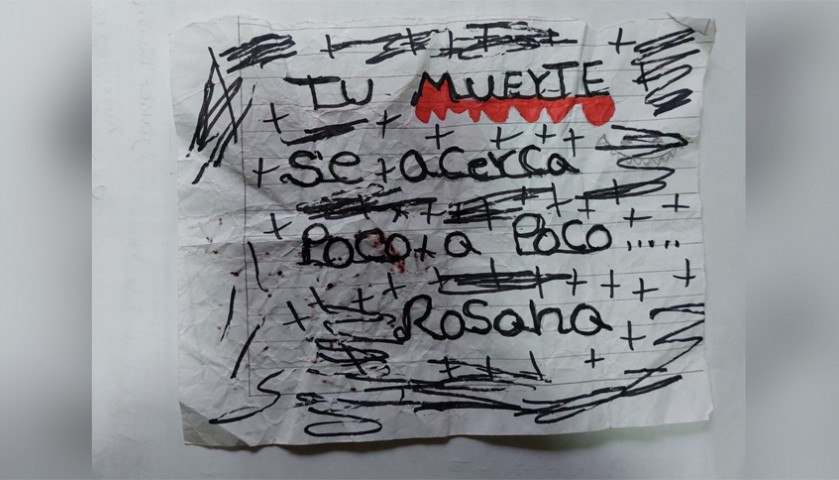 TU MUERTE
se acerca
Poco a Poco.....
Rosana